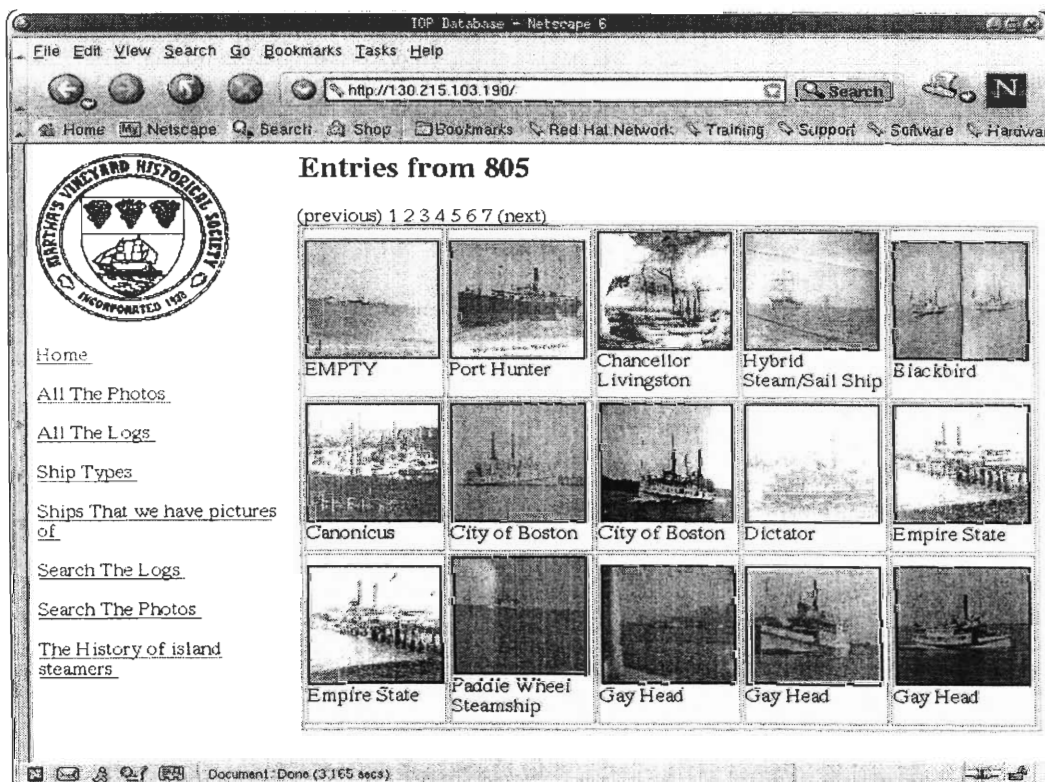 IOP Database - Netscape 6
File Edit View Search Go Bookmarks Tasks Help
http://130.215.103.190/
Search
N
Home My Netscape Search Shop Bookmarks Red Hat Network Training Support Software Hardwa
MARTHA'S VINEYARD HISTORICAL SOCIETY
INCORPORATED
Entries from 805
(previous) 1 2 3 4 5 6 7 (next)
EMPTY
Port Hunter
Chancellor
Livingston
Hybrid
Steam/Sail Ship
Blackbird
Canonicus
City of Boston
City of Boston
Dictator
Empire State
Empire State
Paddle Wheel
Steamship
Gay Head
Gay Head
Gay Head
Home
All The Photos
All The Logs
Ship Types
Ships That we have pictures
of
Search The Logs
Search The Photos
The History of island
steamers
Document: Done (3.165 secs)